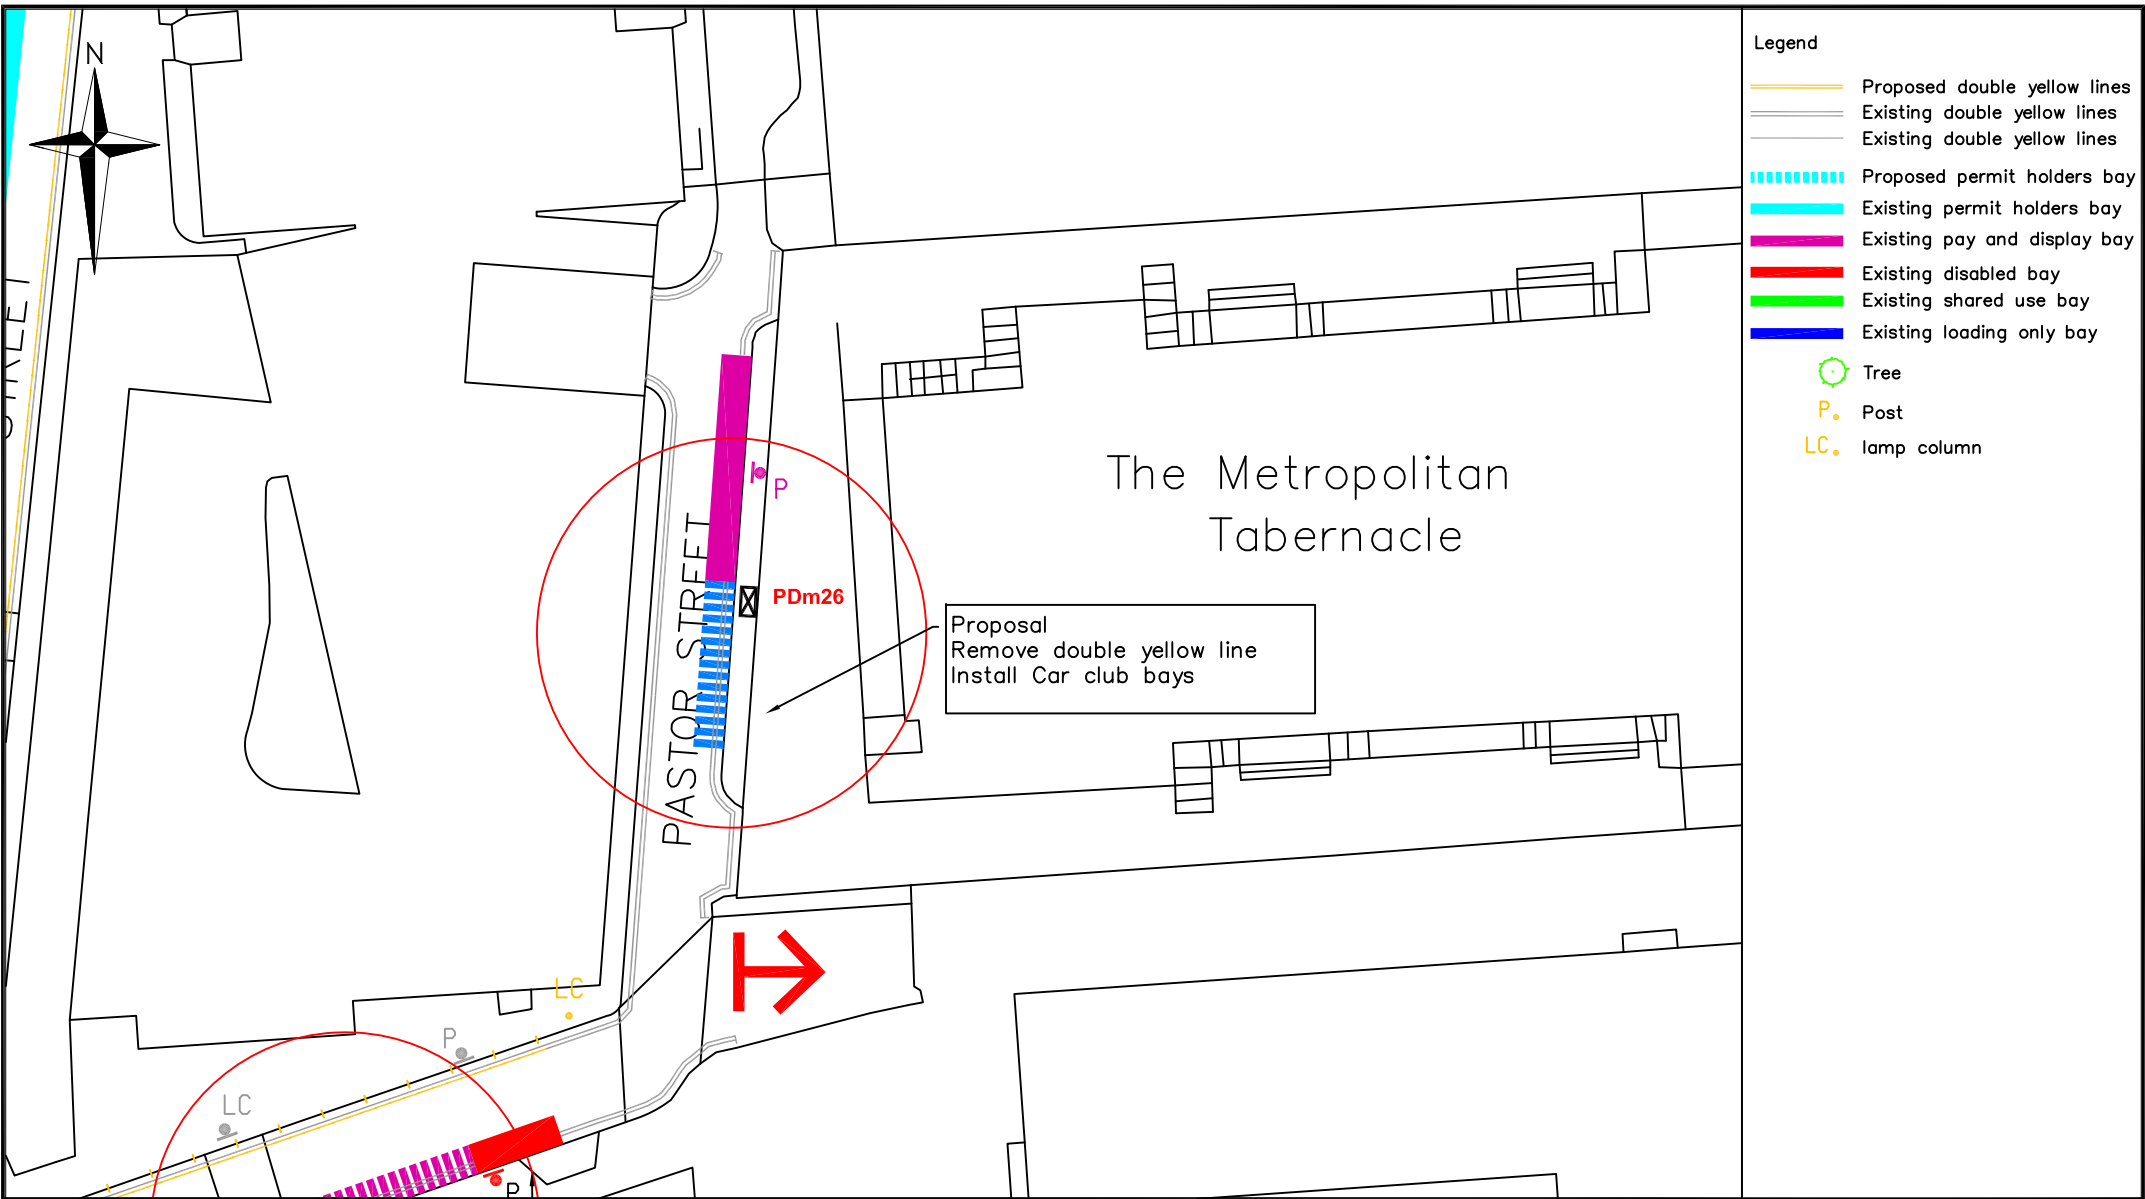 N
STREET
PASTOR STREET
P
PDm26
The Metropolitan
Tabernacle
Proposal
Remove double yellow line
Install Car club bays
LC
P
LC
P
Legend
Proposed double yellow lines
Existing double yellow lines
Existing double yellow lines
Proposed permit holders bay
Existing permit holders bay
Existing pay and display bay
Existing disabled bay
Existing shared use bay
Existing loading only bay
Tree
P. Post
LC. lamp column